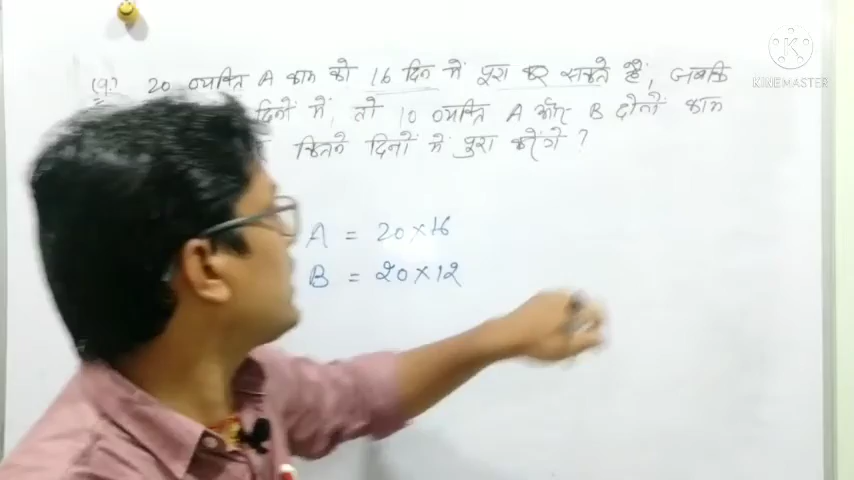 (Q.) 20 व्यक्ति A काम को 16 दिन में पूरा कर सकते हैं, जबकि
दिनों में, तो 10 व्यक्ति A और B दोनों काम
कितने दिनों में पूरा करेंगे ?
A = 20×16
B = 20×12
KINEMASTER